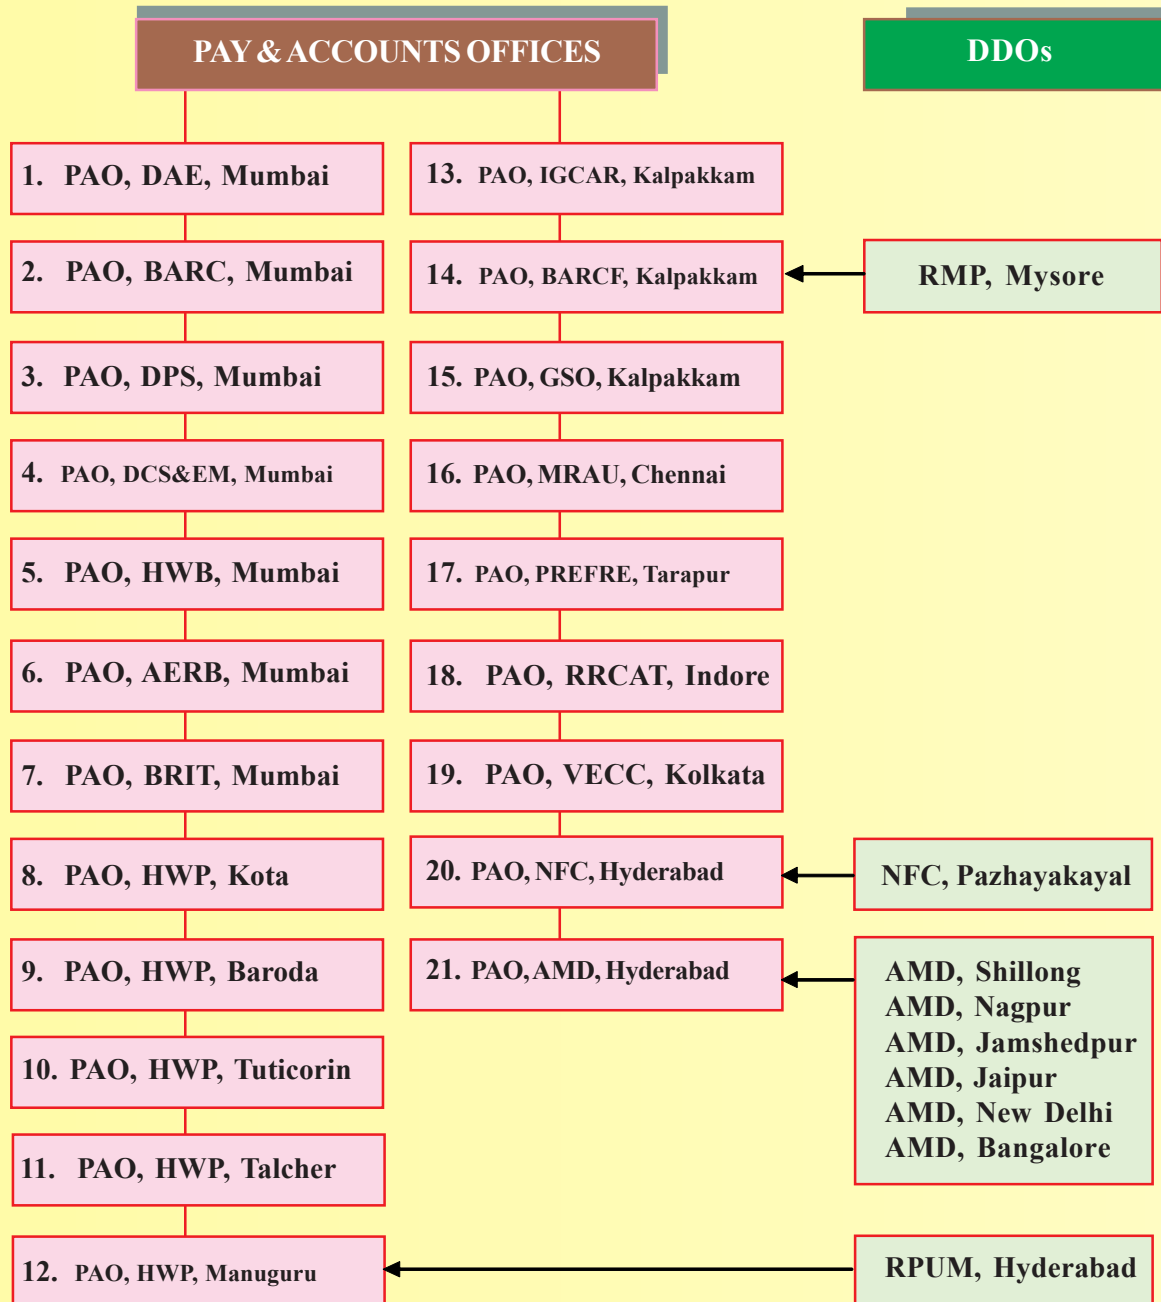 PAY & ACCOUNTS OFFICES
DDOs
1. PAO, DAE, Mumbai
2. PAO, BARC, Mumbai
3. PAO, DPS, Mumbai
4. PAO, DCS&EM, Mumbai
5. PAO, HWB, Mumbai
6. PAO, AERB, Mumbai
7. PAO, BRIT, Mumbai
8. PAO, HWP, Kota
9. PAO, HWP, Baroda
10. PAO, HWP, Tuticorin
11. PAO, HWP, Talcher
12. PAO, HWP, Manuguru
13. PAO, IGCAR, Kalpakkam
14. PAO, BARCF, Kalpakkam
15. PAO, GSO, Kalpakkam
16. PAO, MRAU, Chennai
17. PAO, PREFRE, Tarapur
18. PAO, RRCAT, Indore
19. PAO, VECC, Kolkata
20. PAO, NFC, Hyderabad
21. PAO, AMD, Hyderabad
RMP, Mysore
NFC, Pazhayakayal
AMD, Shillong
AMD, Nagpur
AMD, Jamshedpur
AMD, Jaipur
AMD, New Delhi
AMD, Bangalore
RPUM, Hyderabad